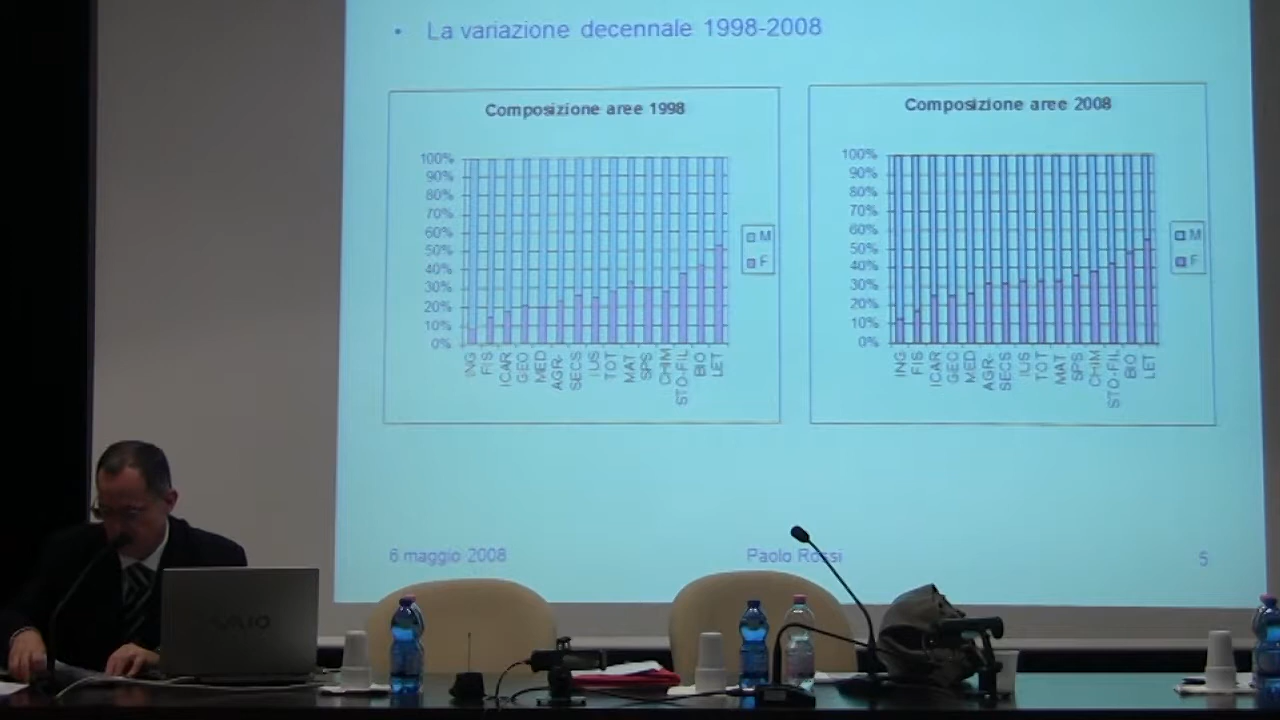 • La variazione decennale 1998-2008
Composizione aree 1998
100%
90%
80%
70%
60%
50%
40%
30%
20%
10%
0%
ING FIS ICAR GEO MED AGR- SECS IUS TOT MAT SPS CHIM STO-FIL BIO LET
M
F
Composizione aree 2008
100%
90%
80%
70%
60%
50%
40%
30%
20%
10%
0%
ING FIS ICAR GEO MED AGR- SECS IUS TOT MAT SPS CHIM STO-FIL BIO LET
M
F
6 maggio 2008
Paolo Rossi
5
VAIO